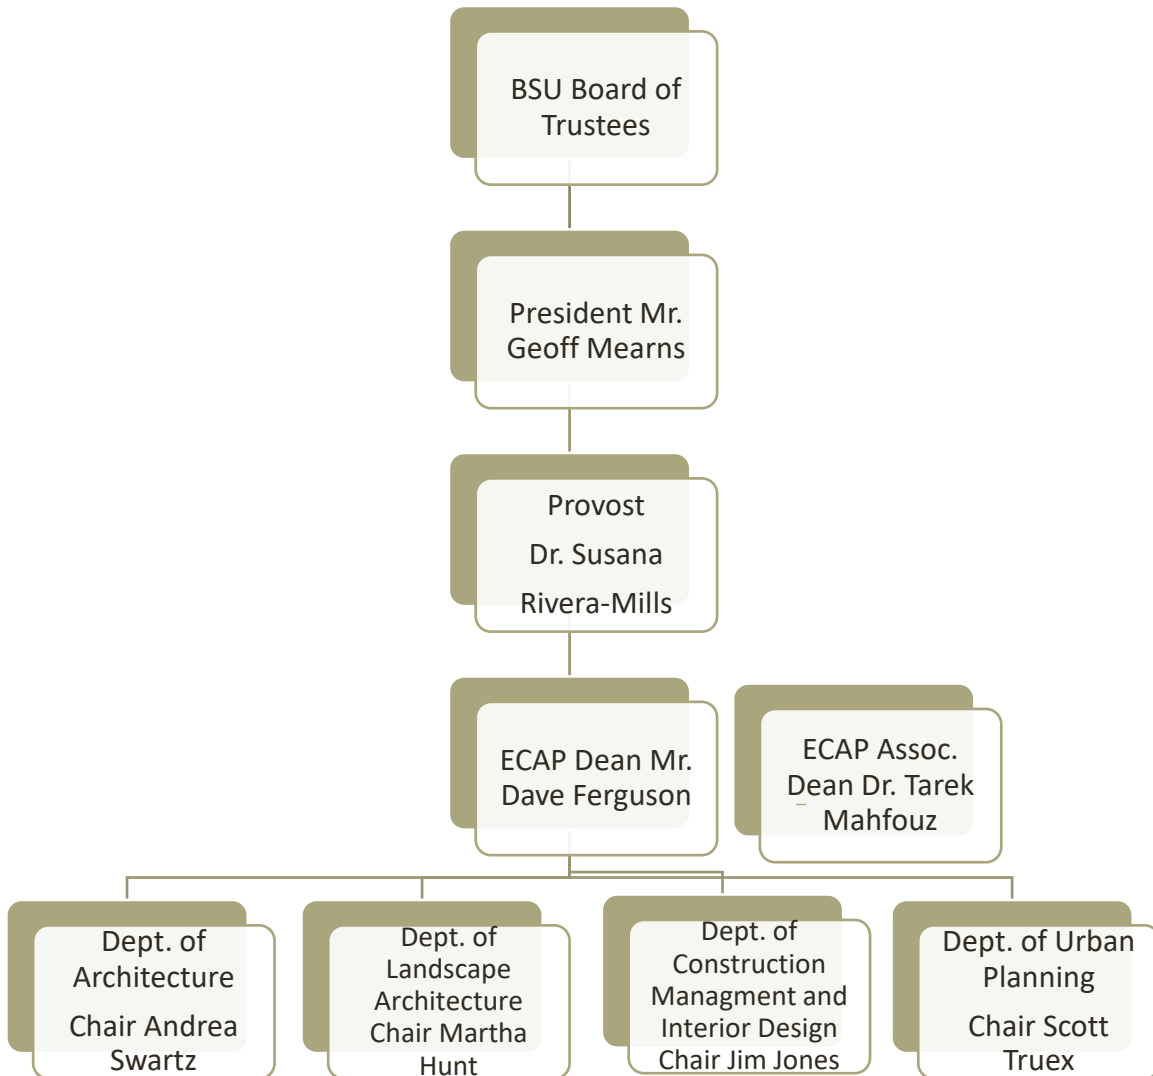 BSU Board of
Trustees
President Mr.
Geoff Mearns
Provost
Dr. Susana
Rivera-Mills
ECAP Dean Mr.
Dave Ferguson
ECAP Assoc.
Dean Dr. Tarek
Mahfouz
Dept. of
Architecture
Chair Andrea
Swartz
Dept. of
Landscape
Architecture
Chair Martha
Hunt
Dept. of
Construction
Managment and
Interior Design
Chair Jim Jones
Dept. of Urban
Planning
Chair Scott
Truex